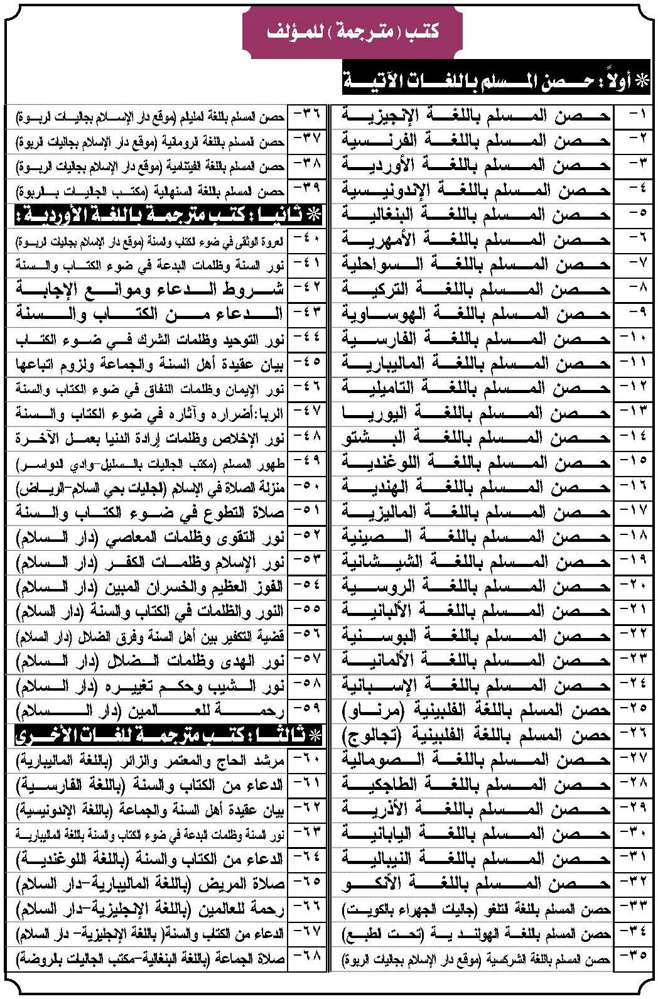 كتب (مترجمة) للمؤلف
* أولاً: حصن المسلم باللغات الآتية
١- حصن المسلم باللغة الإنجيزية
٢- حصن المسلم باللغة الفرنسية
٣- حصن المسلم باللغة الأوردية
٤- حصن المسلم باللغة الإندونيسية
٥- حصن المسلم باللغة البنغالية
٦- حصن المسلم باللغة الأمهرية
٧- حصن المسلم باللغة السواحلية
٨- حصن المسلم باللغة التركية
٩- حصن المسلم باللغة الهوساوية
١٠- حصن المسلم باللغة الفارسية
١١- حصن المسلم باللغة الماليبارية
١٢- حصن المسلم باللغة التاميلية
١٣- حصن المسلم باللغة اليوربا
١٤- حصن المسلم باللغة البشتو
١٥- حصن المسلم باللغة اللوغندية
١٦- حصن المسلم باللغة الهندية
١٧- حصن المسلم باللغة الماليزية
١٨- حصن المسلم باللغة الصينية
١٩- حصن المسلم باللغة الشيشانية
٢٠- حصن المسلم باللغة الروسية
٢١- حصن المسلم باللغة الألبانية
٢٢- حصن المسلم باللغة البوسنية
٢٣- حصن المسلم باللغة الألمانية
٢٤- حصن المسلم باللغة الإسبانية
٢٥- حصن المسلم باللغة الفلبينية (مرناو)
٢٦- حصن المسلم باللغة الفلبينية (تجالوج)
٢٧- حصن المسلم باللغة الصومالية
٢٨- حصن المسلم باللغة الطاجكية
٢٩- حصن المسلم باللغة الأذرية
٣٠- حصن المسلم باللغة اليابانية
٣١- حصن المسلم باللغة النيبالية
٣٢- حصن المسلم باللغة الأنكو
٣٣- حصن المسلم باللغة التلغو (جاليات الجهراء بالكويت)
٣٤- حصن المسلم باللغة الهولندية (تحت الطبع)
٣٥- حصن المسلم باللغة الشركسية (موقع دار الإسلام بجاليات الربوة)
٣٦- حصن المسلم باللغة لمليلم (موقع دار الإسلام بجاليات الربوة)
٣٧- حصن المسلم باللغة الرومانية (موقع دار الإسلام بجاليات الربوة)
٣٨- حصن المسلم باللغة الفيتنامية (موقع دار الإسلام بجاليات الربوة)
٣٩- حصن المسلم باللغة السنهالية (مكتب الجاليات بالربوة)
* ثانيا: كتب مترجمة باللغة الأوردية:
٤٠- العروة الوثقى في ضوء الكتاب والسنة (موقع دار الإسلام بجاليات الربوة)
٤١- نور السنة وظلمات البدعة في ضوء الكتاب والسنة
٤٢- شروط الدعاء وموانع الإجابة
٤٣- الدعاء من الكتاب والسنة
٤٤- نور التوحيد وظلمات الشرك في ضوء الكتاب
٤٥- بيان عقيدة أهل السنة والجماعة ولزوم اتباعها
٤٦- نور الإيمان وظلمات النفاق في ضوء الكتاب والسنة
٤٧- الربا:أضراره وآثاره في ضوء الكتاب والسنة
٤٨- نور الإخلاص وظلمات إرادة الدنيا بعمل الآخرة
٤٩- طهور المسلم (مكتب الجاليات بالسليل-وادي الدواسر)
٥٠- منزلة الصلاة في الإسلام (الجاليات بحي السلام-الرياض)
٥١- صلاة التطوع في ضوء الكتاب والسنة
٥٢- نور التقوى وظلمات المعاصي (دار السلام)
٥٣- نور الإسلام وظلمات الكفر (دار السلام)
٥٤- الفوز العظيم والخسران المبين (دار السلام)
٥٥- النور والظلمات في الكتاب والسنة (دار السلام)
٥٦- قضية التكفير بين أهل السنة وفرق الضلال (دار السلام)
٥٧- نور الهدى وظلمات الضلال (دار السلام)
٥٨- نور الشيب وحكم تغييره (دار السلام)
٥٩- رحمة للعالمين (دار السلام)
* ثالثا: كتب مترجمة للغات الأخرى
٦٠- مرشد الحاج والمعتمر والزائر (باللغة الماليبارية)
٦١- الدعاء من الكتاب والسنة (باللغة الفارسية)
٦٢- بيان عقيدة أهل السنة والجماعة (باللغة الإندونيسية)
٦٣- نور السنة وظلمات البدعة في ضوء الكتاب والسنة باللغة الماليبارية
٦٤- الدعاء من الكتاب والسنة (باللغة اللوغندية)
٦٥- صلاة المريض (باللغة الماليبارية-دار السلام)
٦٦- رحمة للعالمين (باللغة الإنجليزية-دار السلام)
٦٧- الدعاء من الكتاب والسنة( باللغة الإنجليزية- دار السلام)
٦٨- صلاة الجماعة (باللغة البنغالية-مكتب الجاليات بالروضة)